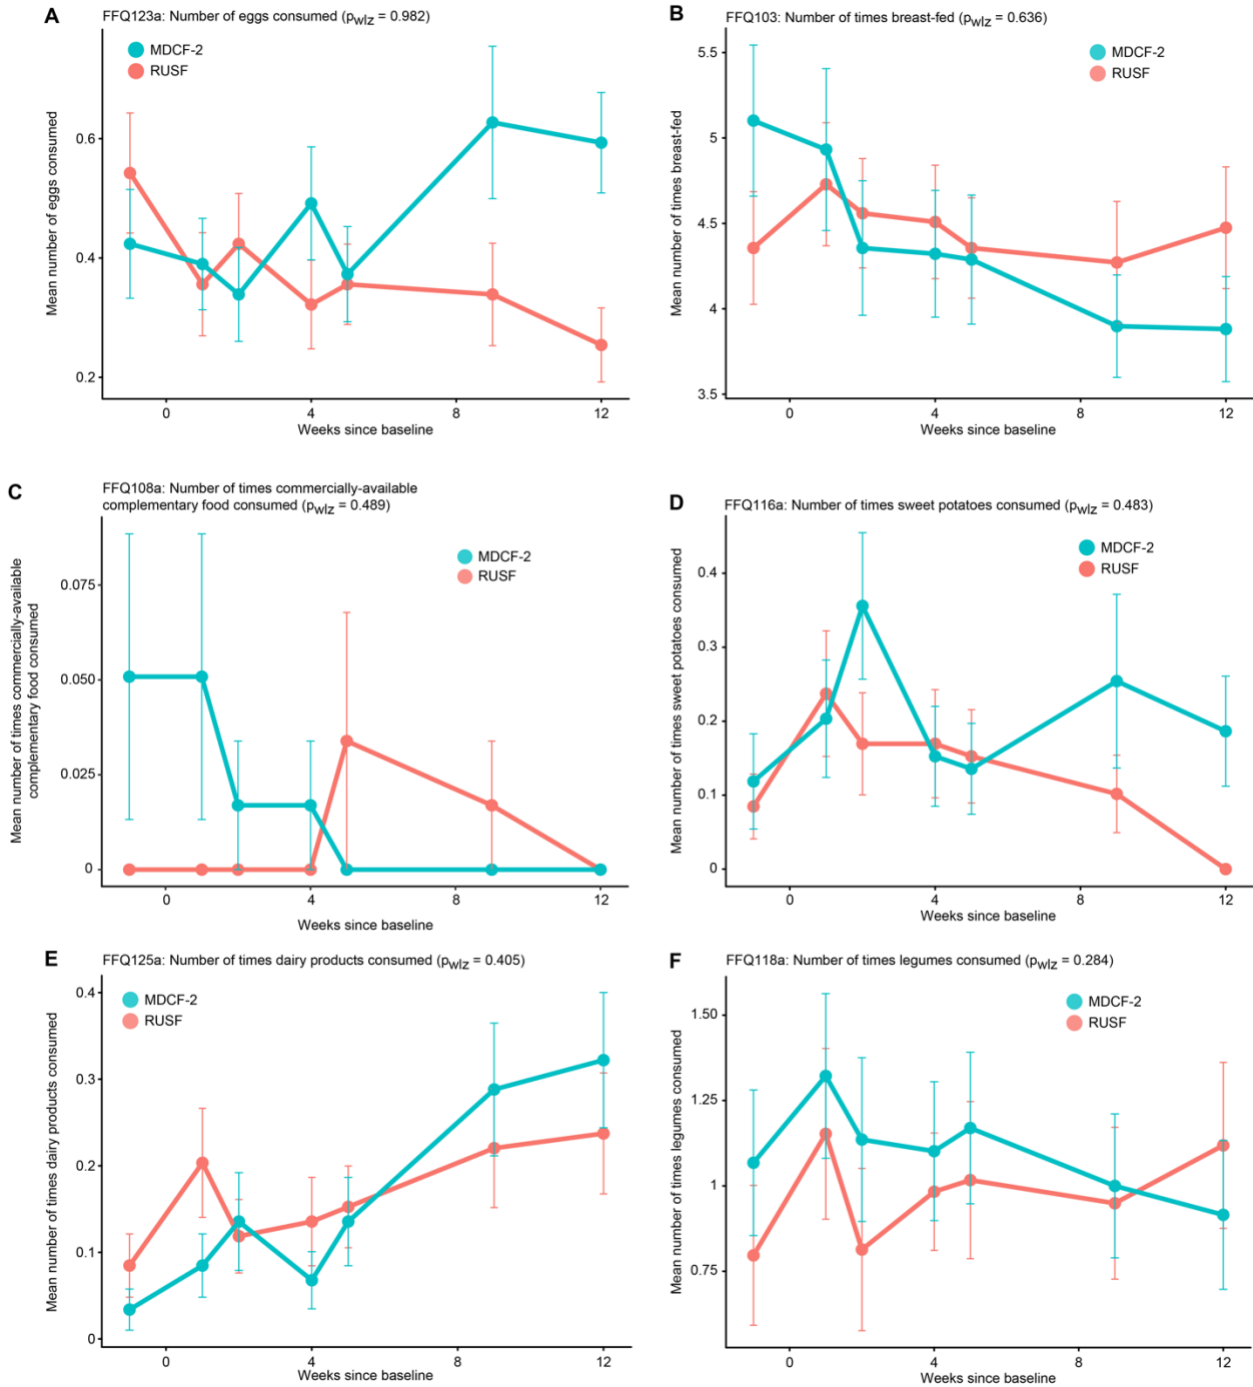 A
FFQ123a: Number of eggs consumed (pwlz = 0.982)
MDCF-2
RUSF
Mean number of eggs consumed
0.6
0.4
0.2
0
4
8
12
Weeks since baseline
B
FFQ103: Number of times breast-fed (pwlz = 0.636)
MDCF-2
RUSF
Mean number of times breast-fed
5.5
5
4.5
4
3.5
0
4
8
12
Weeks since baseline
C
FFQ108a: Number of times commercially-available
complementary food consumed (pwlz = 0.489)
MDCF-2
RUSF
Mean number of times commercially-available
complementary food consumed
0.075
0.050
0.025
0
0
4
8
12
Weeks since baseline
D
FFQ116a: Number of times sweet potatoes consumed (pwlz = 0.483)
MDCF-2
RUSF
Mean number of times sweet potatoes consumed
0.4
0.3
0.2
0.1
0
0
4
8
12
Weeks since baseline
E
FFQ125a: Number of times dairy products consumed (pwlz = 0.405)
MDCF-2
RUSF
Mean number of times dairy products consumed
0.4
0.3
0.2
0.1
0
0
4
8
12
Weeks since baseline
F
FFQ118a: Number of times legumes consumed (pwlz = 0.284)
MDCF-2
RUSF
Mean number of times legumes consumed
1.50
1.25
1
0.75
0
4
8
12
Weeks since baseline